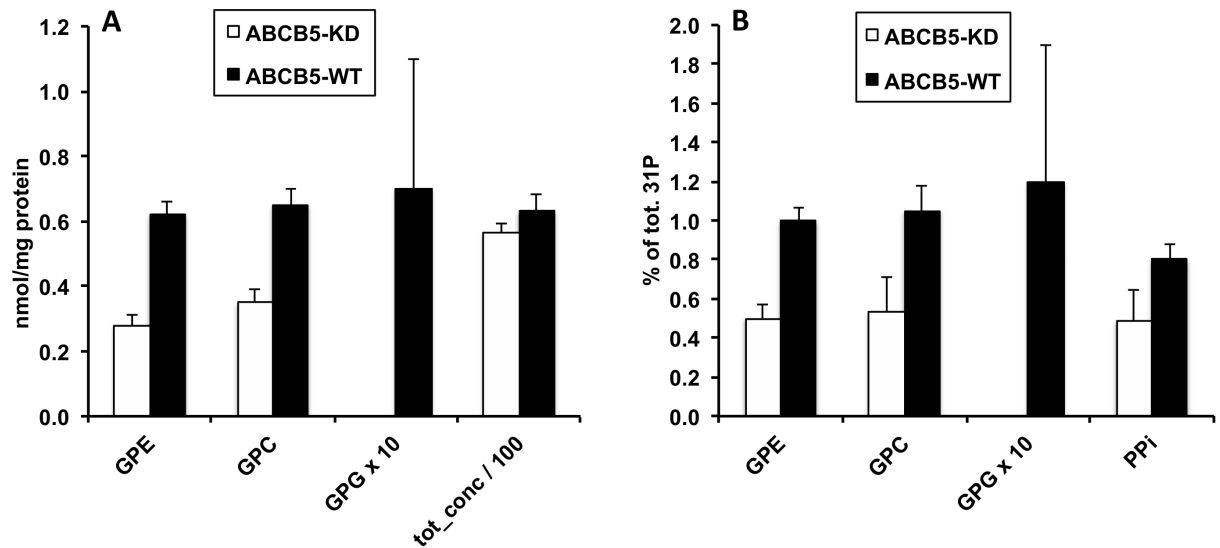 A
ABCB5-KD
ABCB5-WT
nmol/mg protein
1.2
1.0
0.8
0.6
0.4
0.2
0.0
GPE
GPC
GPG x 10
tot_conc / 100
B
ABCB5-KD
ABCB5-WT
% of tot. 31P
2.0
1.8
1.6
1.4
1.2
1.0
0.8
0.6
0.4
0.2
0.0
GPE
GPC
GPG x 10
PPi